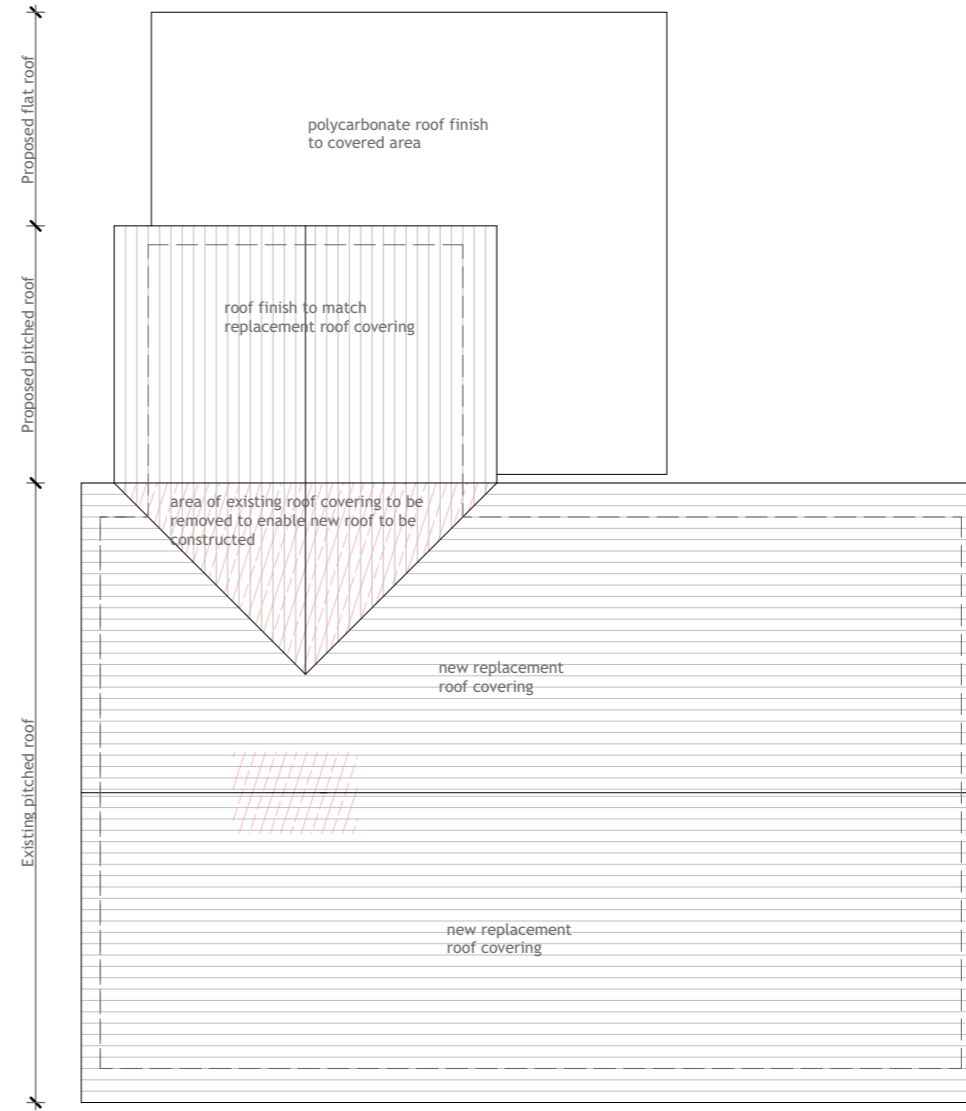 Proposed flat roof
polycarbonate roof finish
to covered area
Proposed pitched roof
roof finish to match
replacement roof covering
area of existing roof covering to be
removed to enable new roof to be
constructed
new replacement
roof covering
Existing pitched roof
new replacement
roof covering